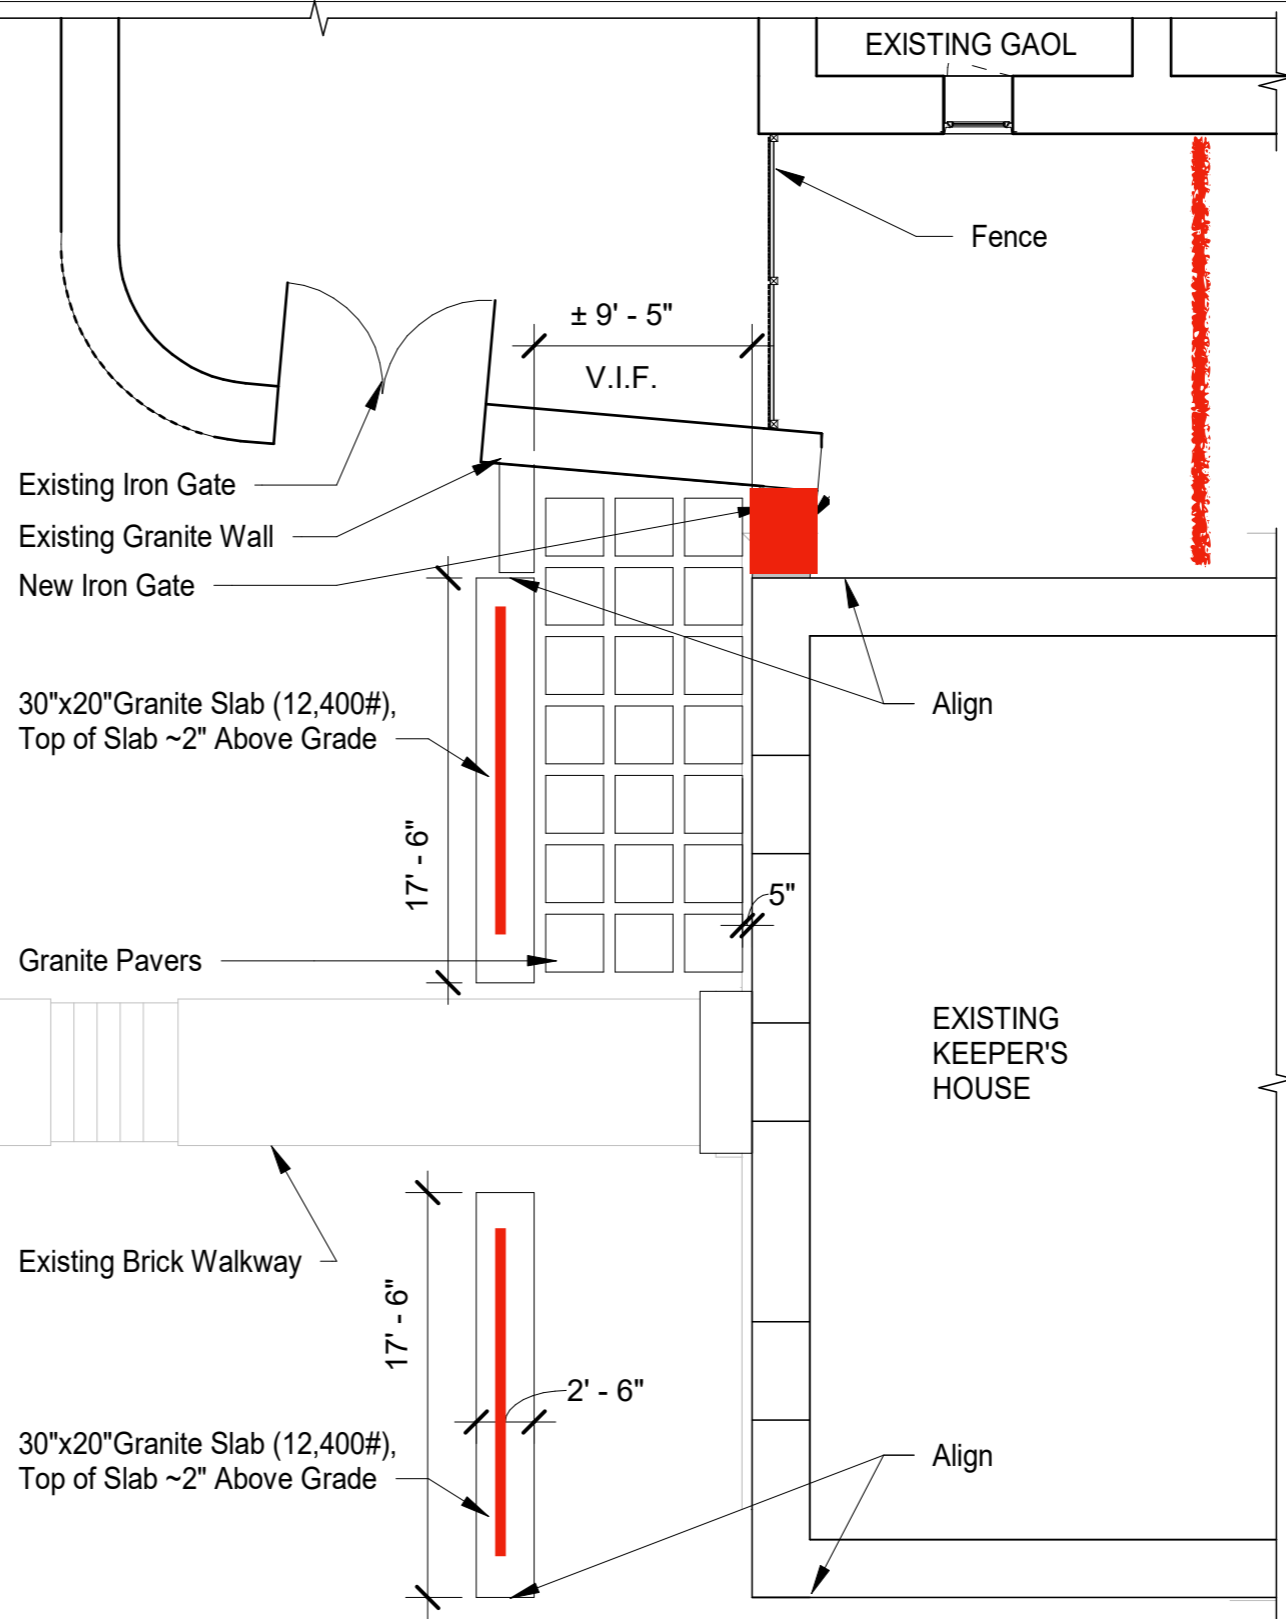 EXISTING GAOL
Fence
± 9' - 5"
V.I.F.
Existing Iron Gate
Existing Granite Wall
New Iron Gate
30"x20"Granite Slab (12,400#),
Top of Slab ~2" Above Grade
Align
17' - 6"
5"
Granite Pavers
EXISTING
KEEPER'S
HOUSE
Existing Brick Walkway
17' - 6"
2' - 6"
30"x20"Granite Slab (12,400#),
Top of Slab ~2" Above Grade
Align